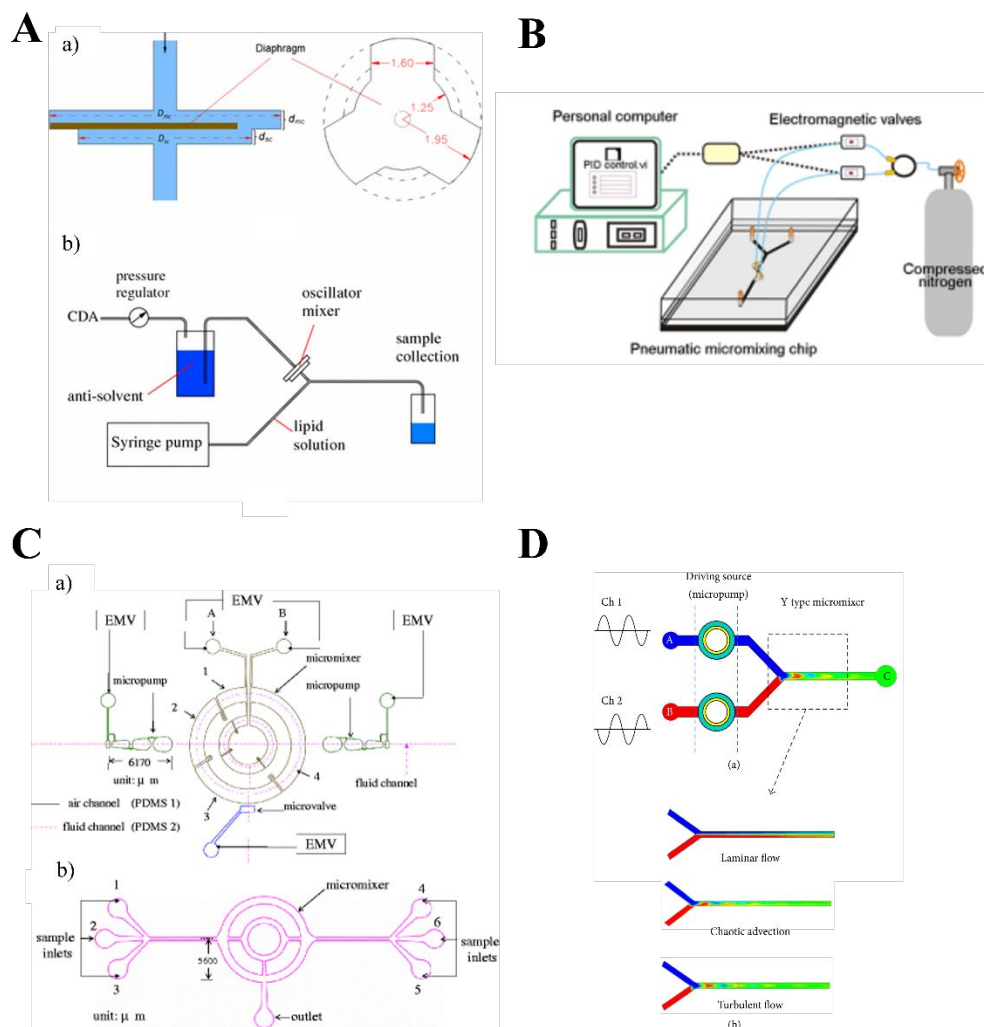 A
a)
Diaphragm
1.60
1.25
1.95
D_mc
d_mc
d_sc
b)
pressure
regulator
CDA
oscillator
mixer
sample
collection
anti-solvent
lipid
solution
Syringe pump
B
Personal computer
Electromagnetic valves
PID control.vi
Compressed
nitrogen
Pneumatic micromixing chip
C
a)
EMV
A
B
EMV
EMV
micropump
1
micromixer
micropump
2
6170
unit: μ m
4
fluid channel
air channel (PDMS 1)
3
microvalve
fluid channel (PDMS 2)
EMV
b)
1
micromixer
4
2
6
sample
inlets
5600
sample
inlets
3
5
unit: μ m
outlet
D
Driving source
(micropump)
Y type micromixer
Ch 1
A
C
Ch 2
B
(a)
Laminar flow
Chaotic advection
Turbulent flow
(b)